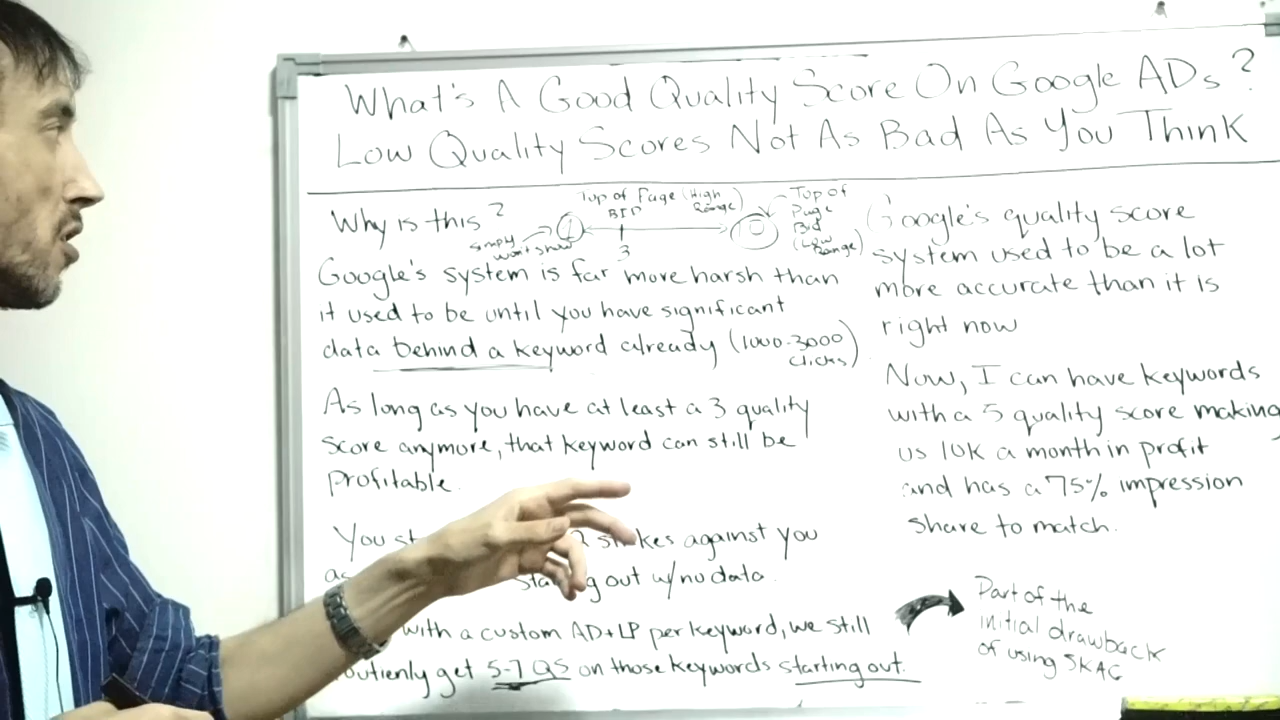 What's A Good Quality Score On Google ADs?
Low Quality Scores Not As Bad As You Think
Why is this?
Simply
won't show
1
Top of Page (High
BID Range)
3
10
Top of
Page
Bid
(Low
Range)
Google's system is far more harsh than
it used to be until you have significant
data behind a keyword already (1000-3000
clicks)
As long as you have at least a 3 quality
score anymore, that keyword can still be
profitable.
You 2 strikes against you
out w/no data.
with a custom AD+LP per keyword, we still
routienly get 5-7 QS on those keywords starting out.
Google's quality score
system used to be a lot
more accurate than it is
right now
Now, I can have keywords
with a 5 quality score making
us 10K a month in profit
and has a 75% impression
share to match.
Part of the
initial drawback
of using SKAG